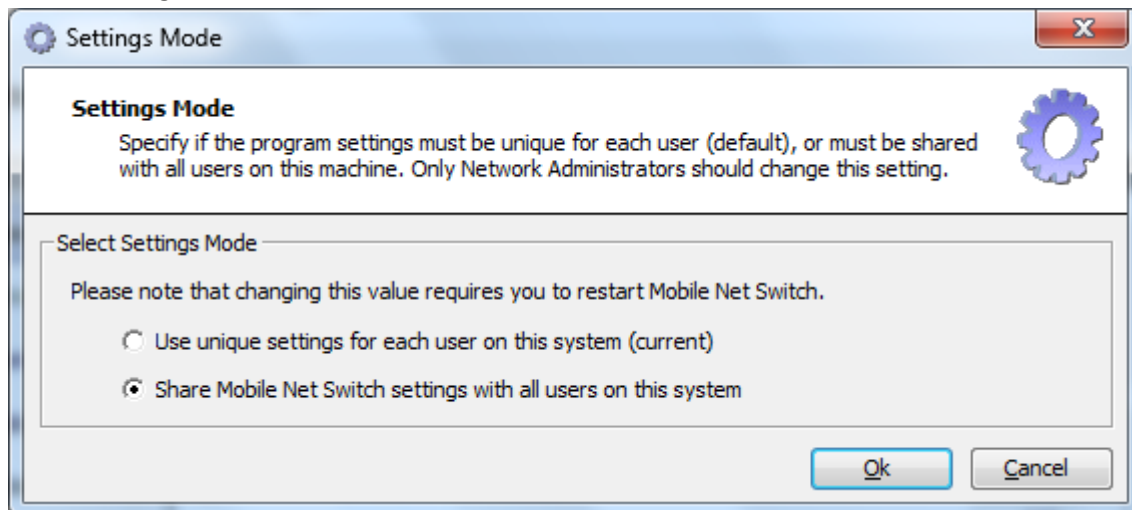 Settings Mode
Settings Mode
Specify if the program settings must be unique for each user (default), or must be shared
with all users on this machine. Only Network Administrators should change this setting.
Select Settings Mode
Please note that changing this value requires you to restart Mobile Net Switch.
Use unique settings for each user on this system (current)
Share Mobile Net Switch settings with all users on this system
Ok Cancel